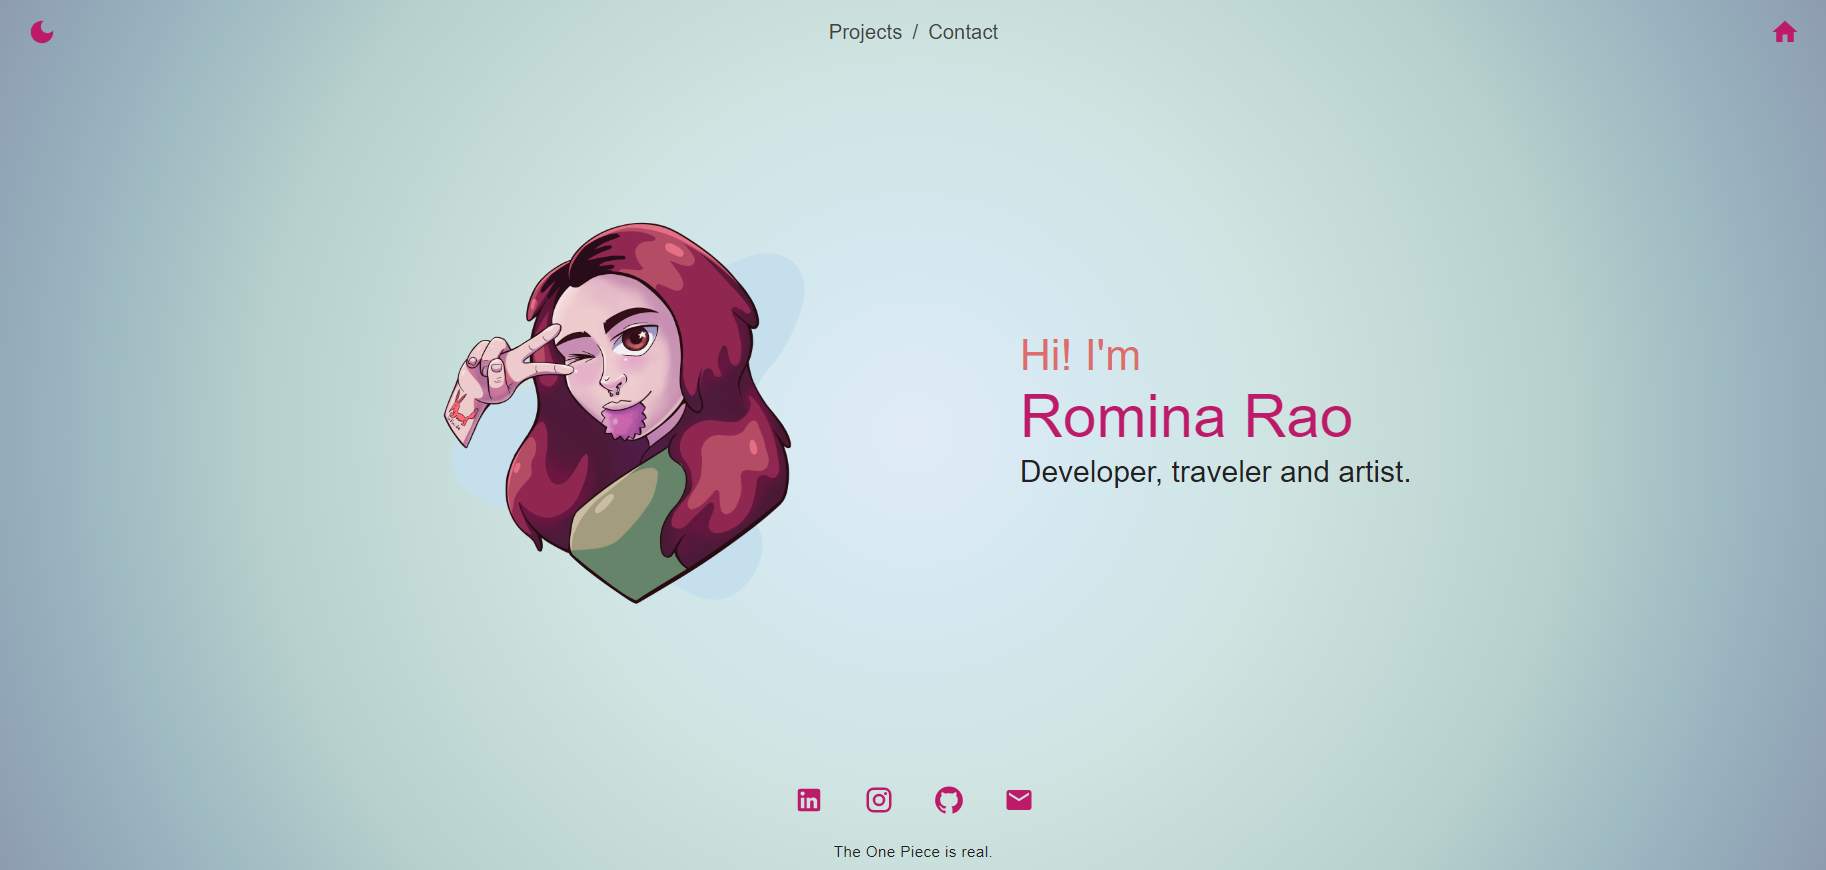 Projects / Contact
Hi! I'm
Romina Rao
Developer, traveler and artist.
The One Piece is real.